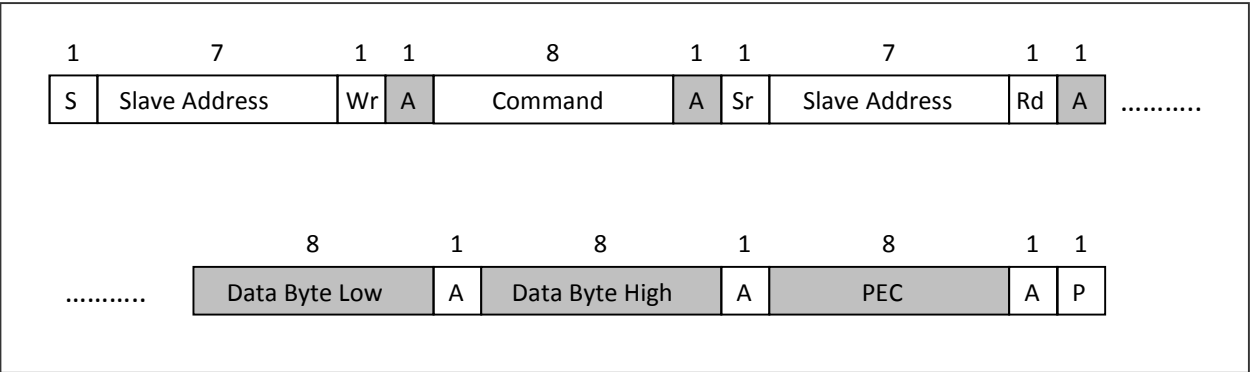 1 7 1 1 8 1 1 7 1 1
S Slave Address Wr A Command A Sr Slave Address Rd A ...........
8 1 8 1 8 1 1
........... Data Byte Low A Data Byte High A PEC A P